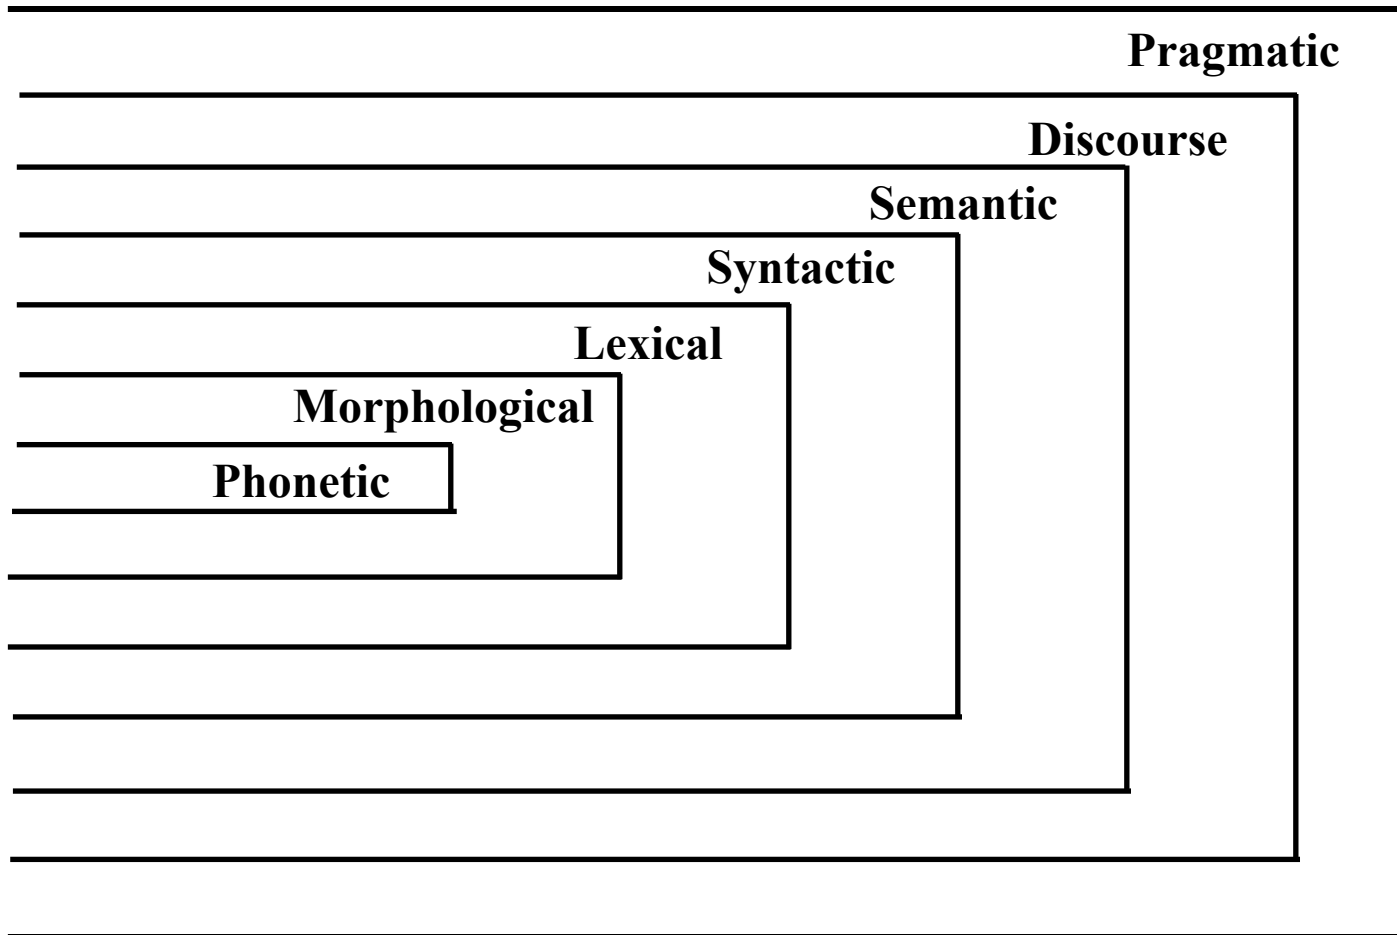 Pragmatic
Discourse
Semantic
Syntactic
Lexical
Morphological
Phonetic